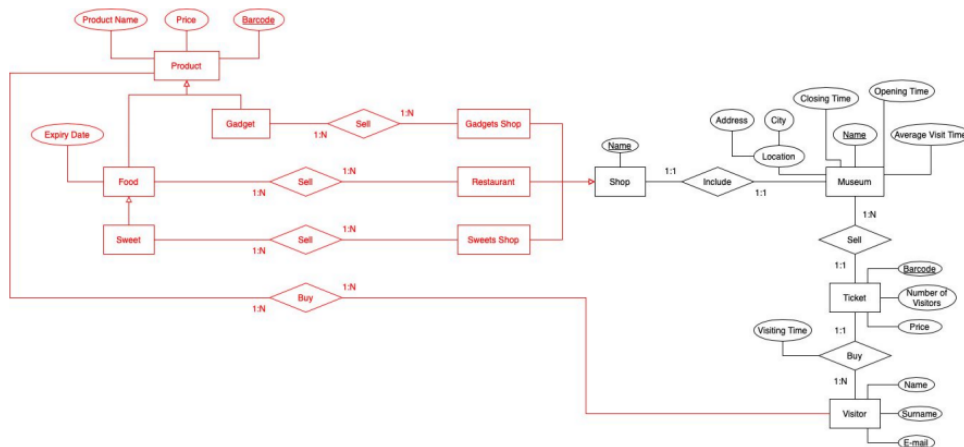 Product Name
Price
Barcode
Product
Gadget
1:N
Sell
1:N
Gadgets Shop
Expiry Date
Food
1:N
Sell
1:N
Restaurant
Sweet
1:N
Sell
1:N
Sweets Shop
1:N
Buy
1:N
Name
Shop
1:1
Include
1:1
Address
City
Location
Closing Time
Opening Time
Name
Average Visit Time
Museum
1:N
Sell
1:1
Barcode
Ticket
Number of
Visitors
Price
1:1
Visiting Time
Buy
1:N
Name
Visitor
Surname
E-mail